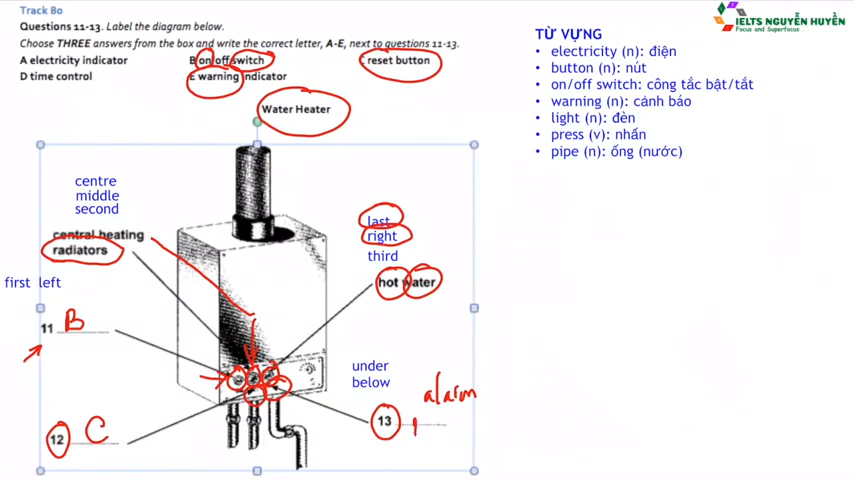 Track 80
Questions 11-13. Label the diagram below.
Choose THREE answers from the box and write the correct letter, A-E, next to questions 11-13.
A electricity indicator
B on/off switch
reset button
D time control
E warning indicator
Water Heater
centre
middle
second
central heating
radiators
first left
11 B
12 C
last
right
third
hot water
under
below
alarm
13
IELTS NGUYỄN HUYỀN
Focus and Superfocus
TỪ VỰNG
• electricity (n): điện
• button (n): nút
• on/off switch: công tắc bật/tắt
• warning (n): cảnh báo
• light (n): đèn
• press (v): nhấn
• pipe (n): ống (nước)